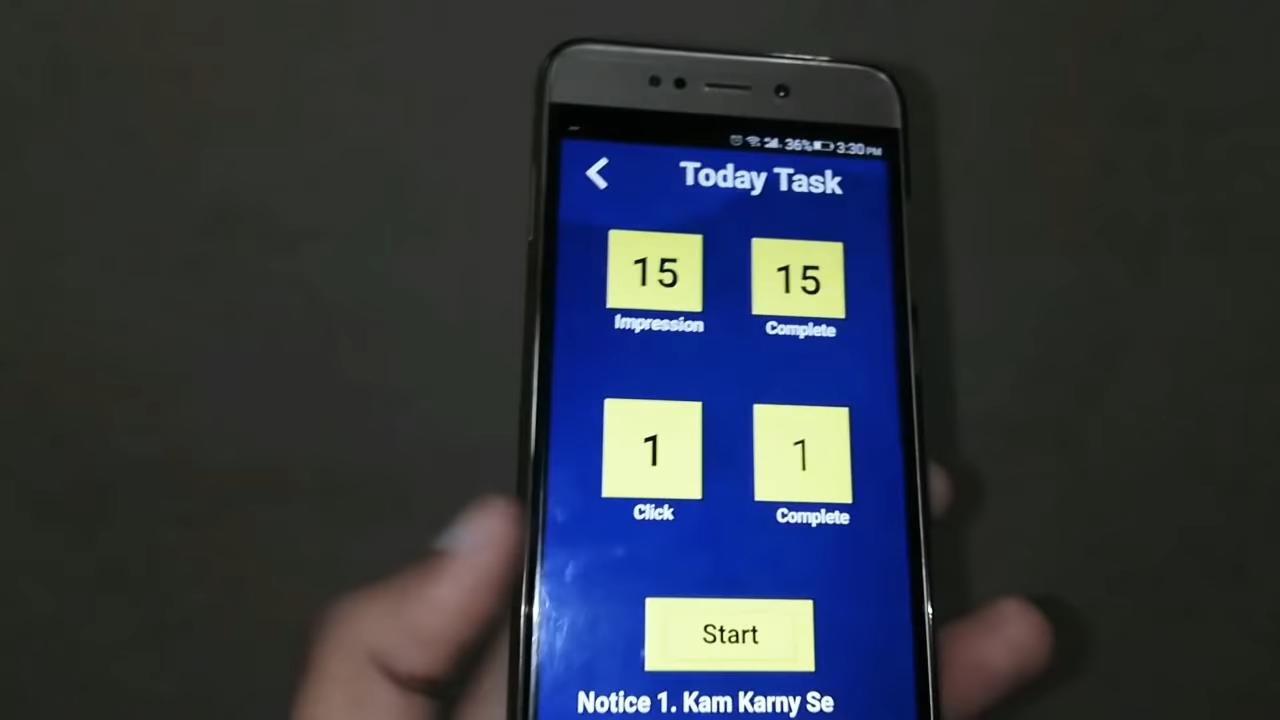 36% 3:30 PM
Today Task
15 15
Impression Complete
1 1
Click Complete
Start
Notice 1. Kam Karny Se